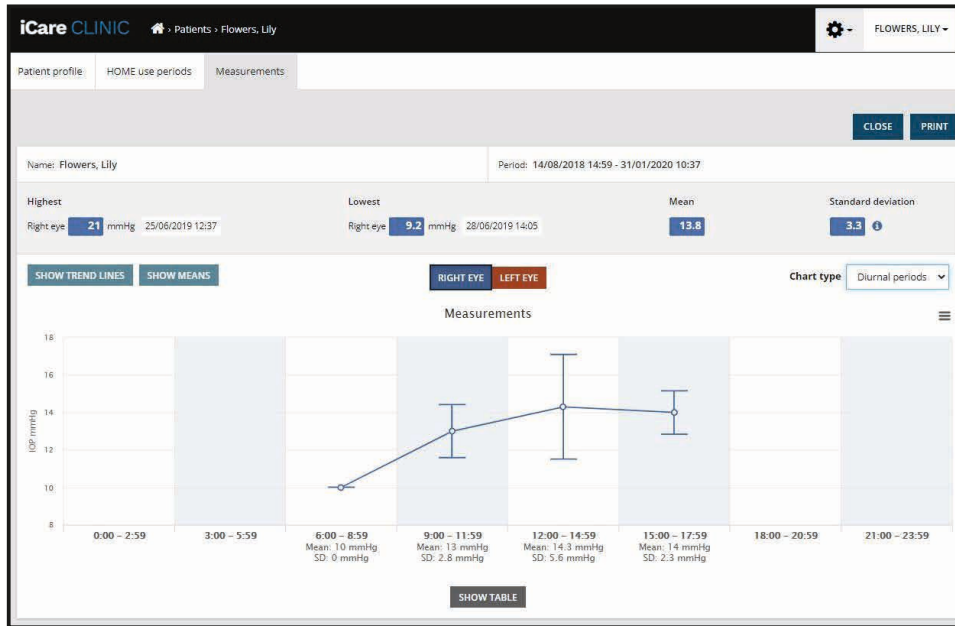 iCare CLINIC › Patients › Flowers, Lily FLOWERS, LILY
Patient profile HOME use periods Measurements
CLOSE PRINT
Name: Flowers, Lily Period: 14/08/2018 14:59 - 31/01/2020 10:37
Highest Lowest Mean Standard deviation
Right eye 21 mmHg 25/06/2019 12:37 Right eye 9.2 mmHg 28/06/2019 14:05 13.8 3.3 i
SHOW TREND LINES SHOW MEANS RIGHT EYE LEFT EYE Chart type Diurnal periods
Measurements
18
16
14
12
10
8
IOP mmHg
0:00 – 2:59 3:00 – 5:59 6:00 – 8:59 9:00 – 11:59 12:00 – 14:59 15:00 – 17:59 18:00 – 20:59 21:00 – 23:59
Mean: 10 mmHg Mean: 13 mmHg Mean: 14.3 mmHg Mean: 14 mmHg
SD: 0 mmHg SD: 2.8 mmHg SD: 5.6 mmHg SD: 2.3 mmHg
SHOW TABLE